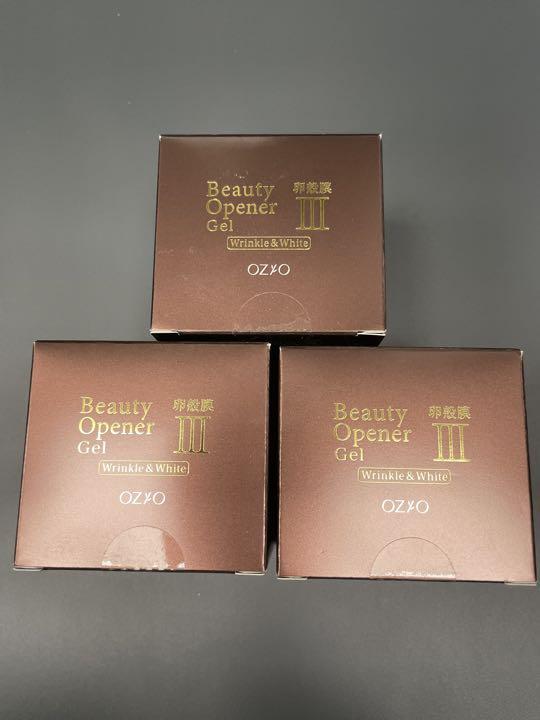 Beauty
Opener
Gel
卵殻膜
III
Wrinkle & White
OZIO
Beauty
Opener
Gel
卵殻膜
III
Wrinkle & White
OZIO
Beauty
Opener
Gel
卵殻膜
III
Wrinkle & White
OZIO